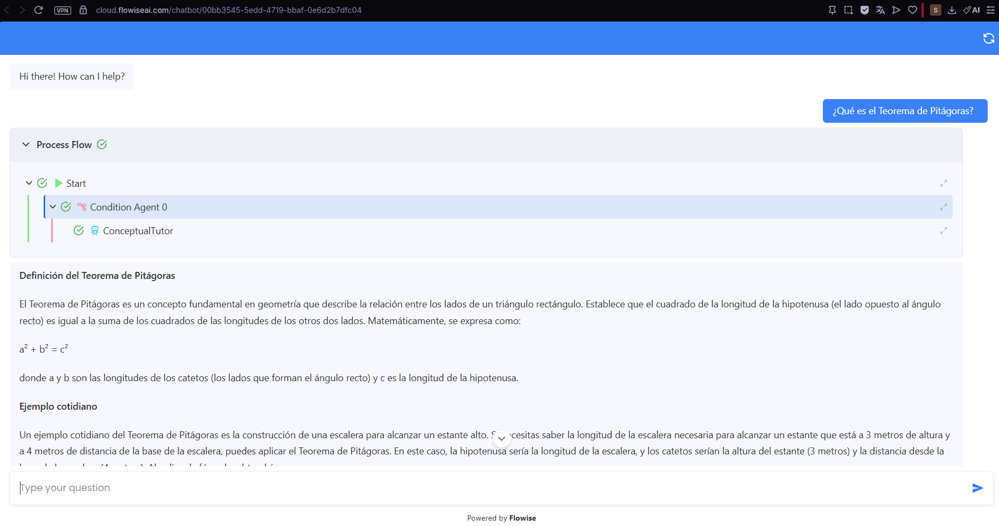 VPN cloud.flowiseai.com/chatbot/00bb3545-5edd-4719-bbaf-0e6d2b7dfc04 S AI
Hi there! How can I help?
¿Qué es el Teorema de Pitágoras?
Process Flow
Start
Condition Agent 0
ConceptualTutor
Definición del Teorema de Pitágoras
El Teorema de Pitágoras es un concepto fundamental en geometría que describe la relación entre los lados de un triángulo rectángulo. Establece que el cuadrado de la longitud de la hipotenusa (el lado opuesto al ángulo
recto) es igual a la suma de los cuadrados de las longitudes de los otros dos lados. Matemáticamente, se expresa como:
a² + b² = c²
donde a y b son las longitudes de los catetos (los lados que forman el ángulo recto) y c es la longitud de la hipotenusa.
Ejemplo cotidiano
Un ejemplo cotidiano del Teorema de Pitágoras es la construcción de una escalera para alcanzar un estante alto. saber la longitud de la escalera necesaria para alcanzar un estante que está a 3 metros de altura y
a 4 metros de distancia de la base de la escalera, puedes aplicar el Teorema de Pitágoras. En este caso, la hipotenusa sería la longitud de la escalera, y los catetos serían la altura del estante (3 metros) y la distancia desde la
Type your question
Powered by Flowise